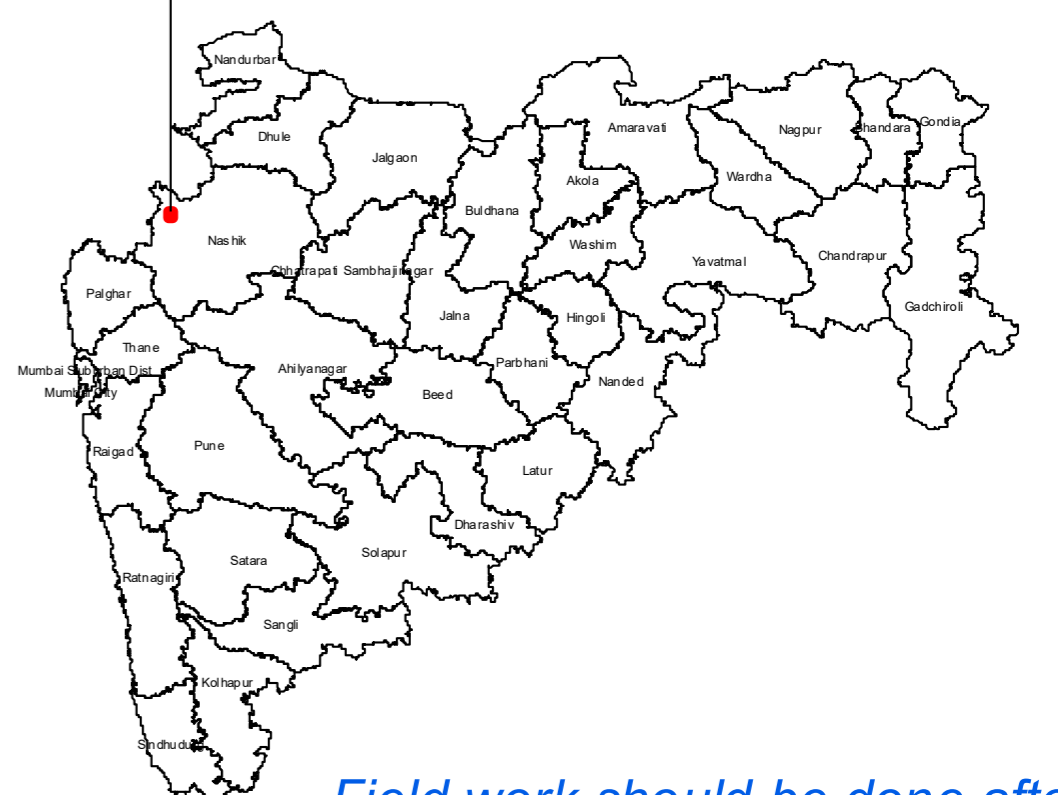 Nandurbar
Dhule
Jalgaon
Amaravati
Nagpur
Bhandara
Gondia
Akola
Wardha
Buldhana
Nashik
Washim
Yavatmal
Chandrapur
Chhatrapati Sambhajinagar
Palghar
Jalna
Hingoli
Gadchiroli
Thane
Mumbai Suburban Dist
Mumbai City
Ahilyanagar
Parbhani
Beed
Nanded
Raigad
Pune
Latur
Dharashiv
Satara
Solapur
Ratnagiri
Sangli
Kolhapur
Sindhudurg
Field work should be done afte